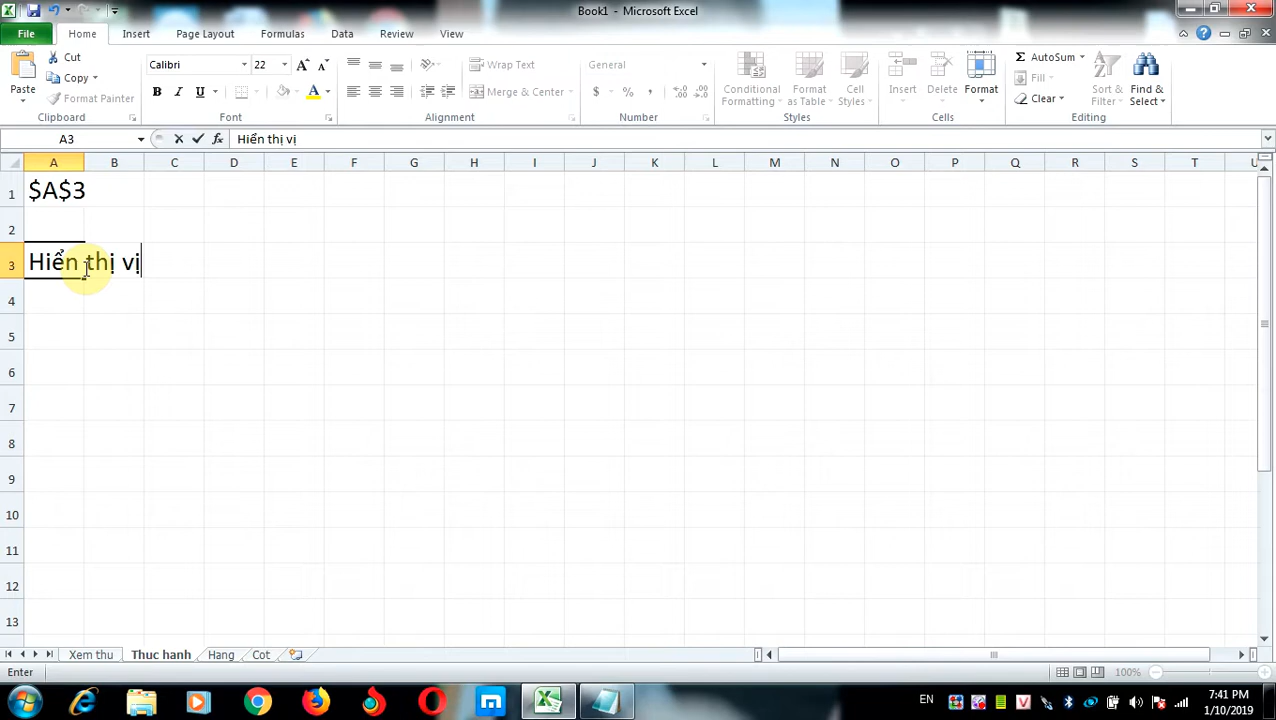 Book1 - Microsoft Excel
File Home Insert Page Layout Formulas Data Review View
Cut
Copy
Format Painter
Paste
Clipboard
Calibri 22
B I U
Font
Wrap Text
Merge & Center
Alignment
General
$ % ,
Number
Conditional Formatting
Format as Table
Cell Styles
Styles
Insert Delete Format
Cells
AutoSum
Fill
Clear
Sort & Filter
Find & Select
Editing
A3 fx Hiển thị vị
A B C D E F G H I J K L M N O P Q R S T U
1 $A$3
2
3 Hiển thị vị
4
5
6
7
8
9
10
11
12
13
Xem thu Thuc hanh Hang Cot
Enter 100%
EN 7:41 PM
1/10/2019